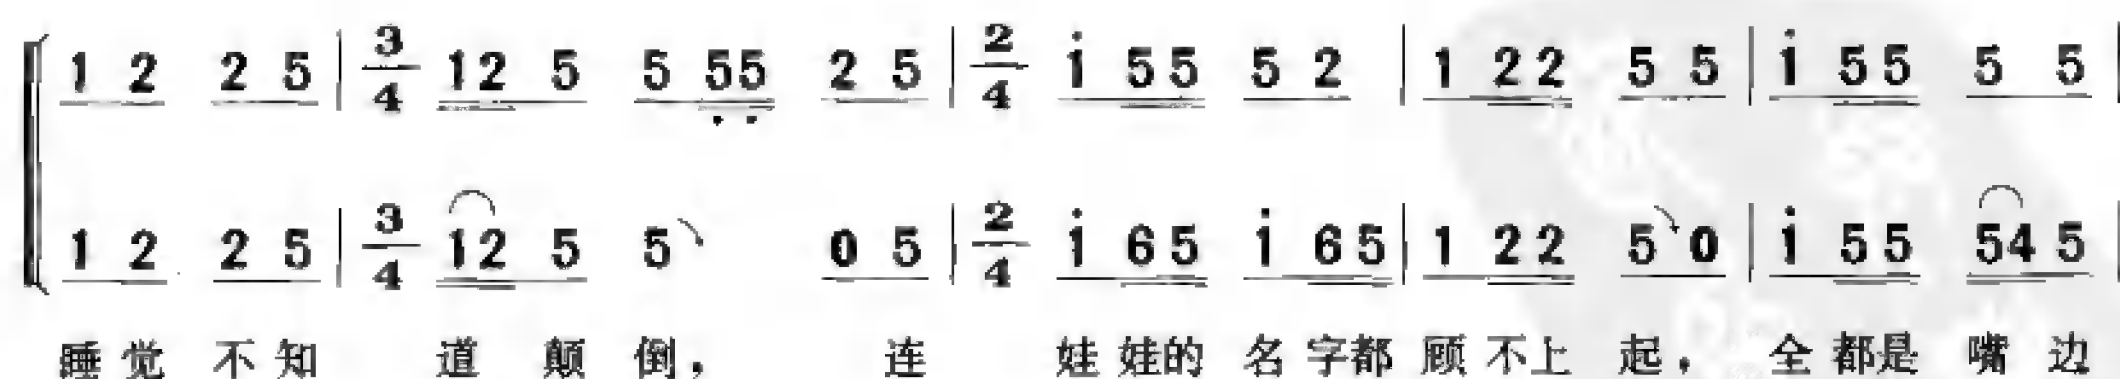 1 2 2 5 | 3/4 12 5 5 55 2 5 | 2/4 i 55 5 2 | 1 22 5 5 | i 55 5 5 |
1 2 2 5 | 3/4 12 5 5 0 5 | 2/4 i 65 i 65 | 1 22 5 0 | i 55 54 5 |
睡觉 不知 道 颠 倒， 连 娃 娃的 名 字都 顾 不上 起， 全 都是 嘴 边